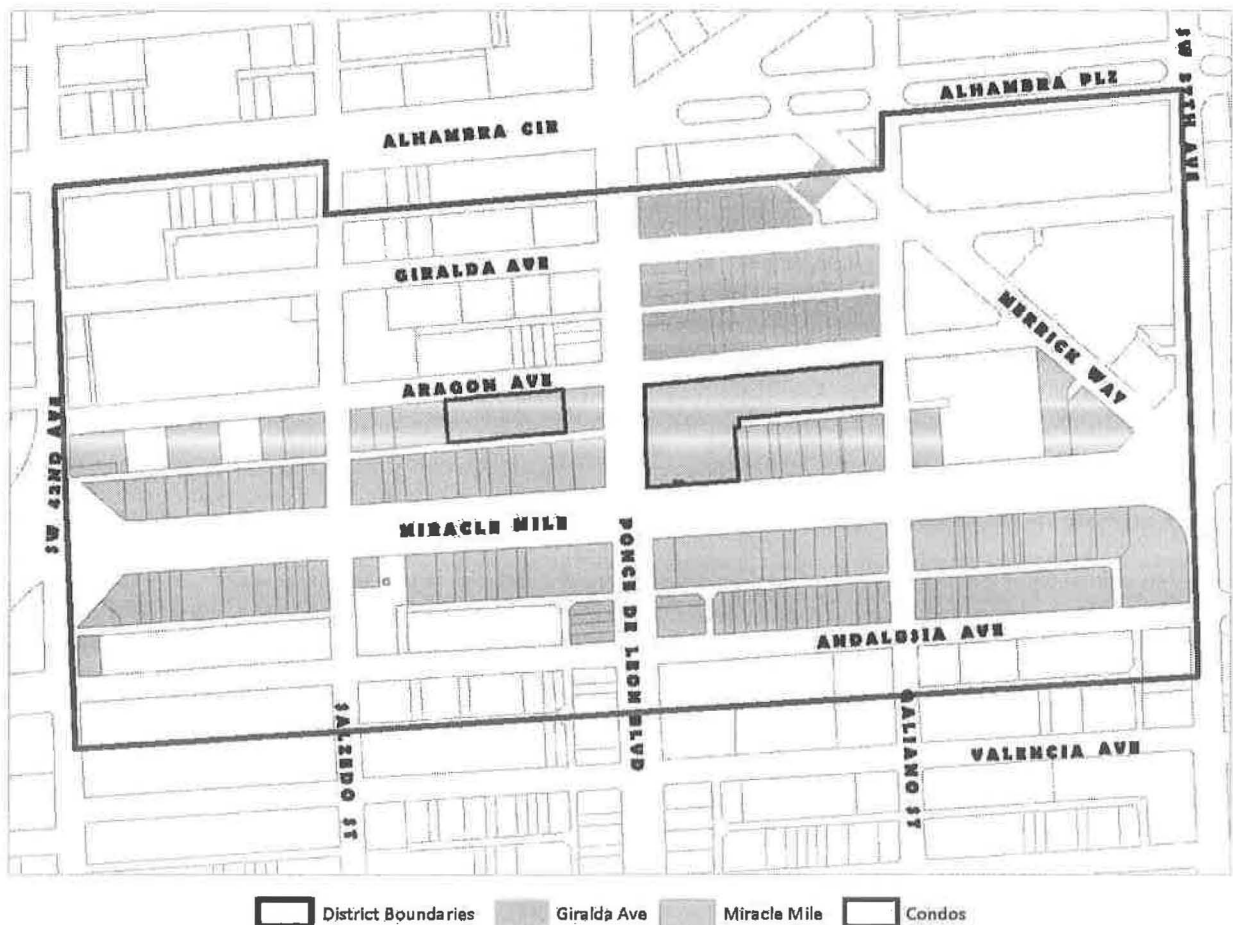 SW 37TH AVE
ALHAMBRA PLZ
ALHAMBRA CIR
GIRALDA AVE
MERRICK WAY
ARAGON AVE
SW 42ND AVE
MIRACLE MILE
PONCE DE LEON BLVD
ANDALUSIA AVE
SALZEDO ST
GALIANO ST
VALENCIA AVE
District Boundaries
Giralda Ave
Miracle Mile
Condos